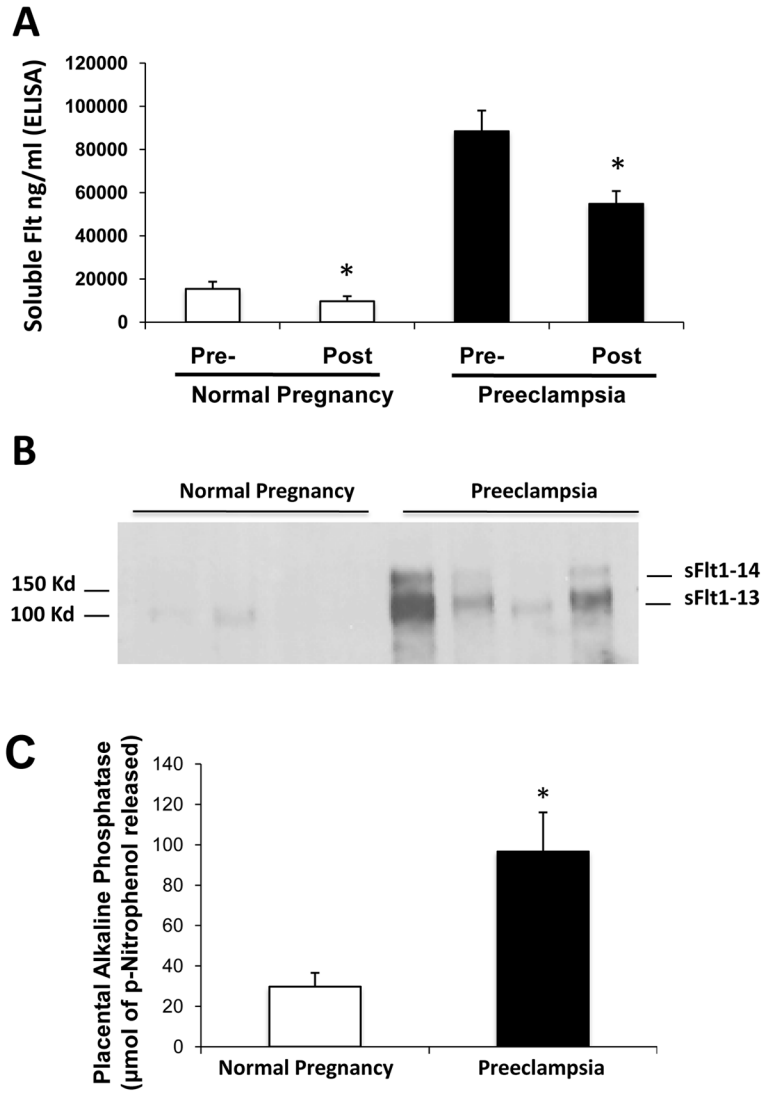 A
Soluble Flt ng/ml (ELISA)
120000
100000
80000
60000
40000
20000
0
*
*
Pre-
Post
Pre-
Post
Normal Pregnancy
Preeclampsia
B
Normal Pregnancy
Preeclampsia
150 Kd
100 Kd
sFlt1-14
sFlt1-13
C
Placental Alkaline Phosphatase
(µmol of p-Nitrophenol released)
140
120
100
80
60
40
20
0
*
Normal Pregnancy
Preeclampsia